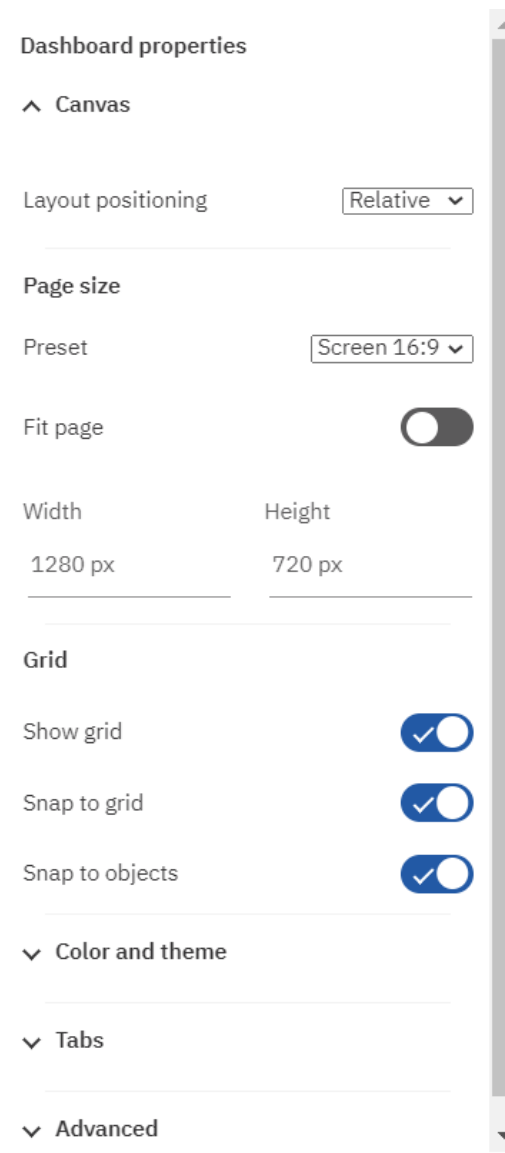 Dashboard properties
Canvas
Layout positioning Relative
Page size
Preset Screen 16:9
Fit page
Width Height
1280 px 720 px
Grid
Show grid
Snap to grid
Snap to objects
Color and theme
Tabs
Advanced